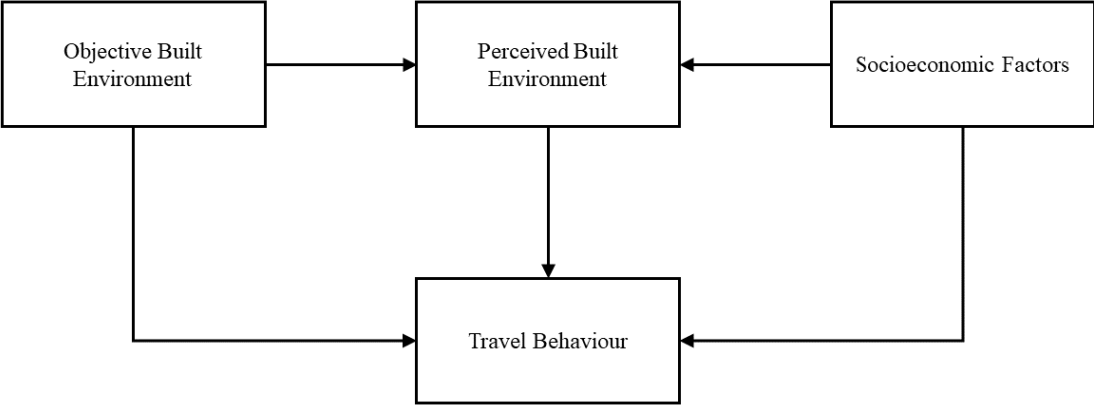 Objective Built
Environment
Perceived Built
Environment
Socioeconomic Factors
Travel Behaviour